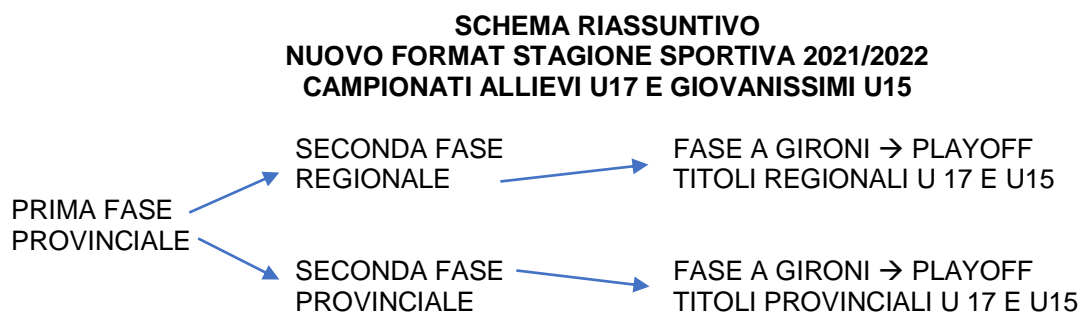 SCHEMA RIASSUNTIVO
NUOVO FORMAT STAGIONE SPORTIVA 2021/2022
CAMPIONATI ALLIEVI U17 E GIOVANISSIMI U15
PRIMA FASE
PROVINCIALE
SECONDA FASE
REGIONALE
FASE A GIRONI → PLAYOFF
TITOLI REGIONALI U 17 E U15
SECONDA FASE
PROVINCIALE
FASE A GIRONI → PLAYOFF
TITOLI PROVINCIALI U 17 E U15